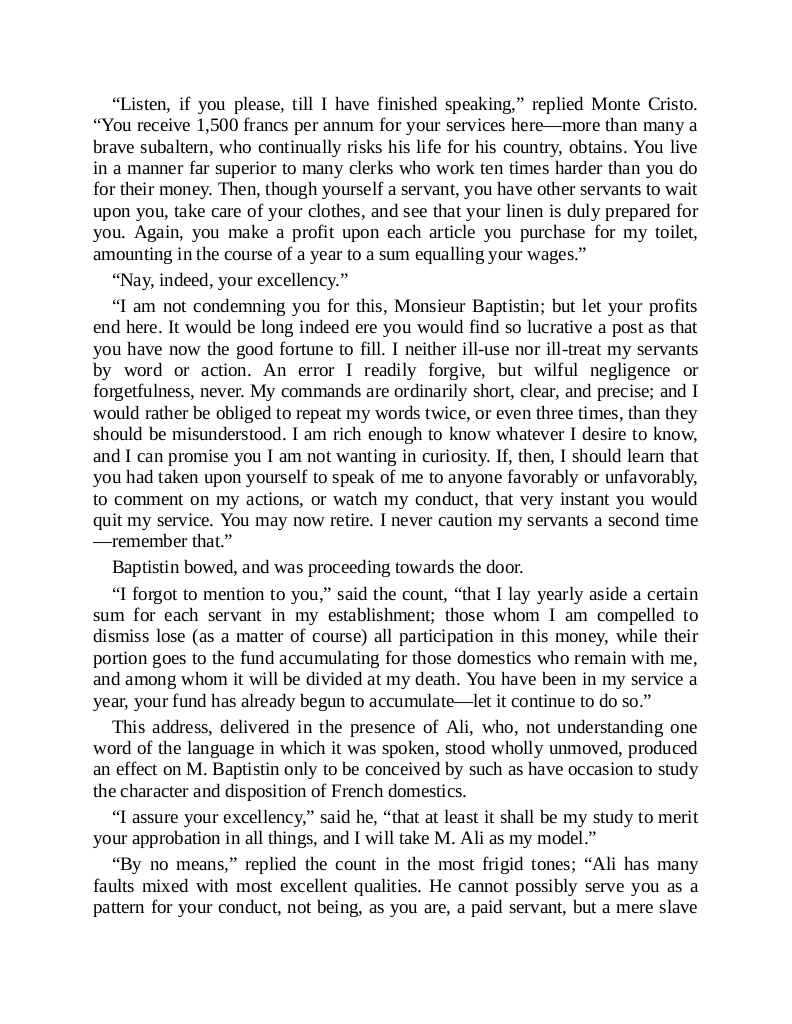 “Listen, if you please, till I have finished speaking,” replied Monte Cristo.
“You receive 1,500 francs per annum for your services here—more than many a
brave subaltern, who continually risks his life for his country, obtains. You live
in a manner far superior to many clerks who work ten times harder than you do
for their money. Then, though yourself a servant, you have other servants to wait
upon you, take care of your clothes, and see that your linen is duly prepared for
you. Again, you make a profit upon each article you purchase for my toilet,
amounting in the course of a year to a sum equalling your wages.”
“Nay, indeed, your excellency.”
“I am not condemning you for this, Monsieur Baptistin; but let your profits
end here. It would be long indeed ere you would find so lucrative a post as that
you have now the good fortune to fill. I neither ill-use nor ill-treat my servants
by word or action. An error I readily forgive, but wilful negligence or
forgetfulness, never. My commands are ordinarily short, clear, and precise; and I
would rather be obliged to repeat my words twice, or even three times, than they
should be misunderstood. I am rich enough to know whatever I desire to know,
and I can promise you I am not wanting in curiosity. If, then, I should learn that
you had taken upon yourself to speak of me to anyone favorably or unfavorably,
to comment on my actions, or watch my conduct, that very instant you would
quit my service. You may now retire. I never caution my servants a second time
—remember that.”
Baptistin bowed, and was proceeding towards the door.
“I forgot to mention to you,” said the count, “that I lay yearly aside a certain
sum for each servant in my establishment; those whom I am compelled to
dismiss lose (as a matter of course) all participation in this money, while their
portion goes to the fund accumulating for those domestics who remain with me,
and among whom it will be divided at my death. You have been in my service a
year, your fund has already begun to accumulate—let it continue to do so.”
This address, delivered in the presence of Ali, who, not understanding one
word of the language in which it was spoken, stood wholly unmoved, produced
an effect on M. Baptistin only to be conceived by such as have occasion to study
the character and disposition of French domestics.
“I assure your excellency,” said he, “that at least it shall be my study to merit
your approbation in all things, and I will take M. Ali as my model.”
“By no means,” replied the count in the most frigid tones; “Ali has many
faults mixed with most excellent qualities. He cannot possibly serve you as a
pattern for your conduct, not being, as you are, a paid servant, but a mere slave